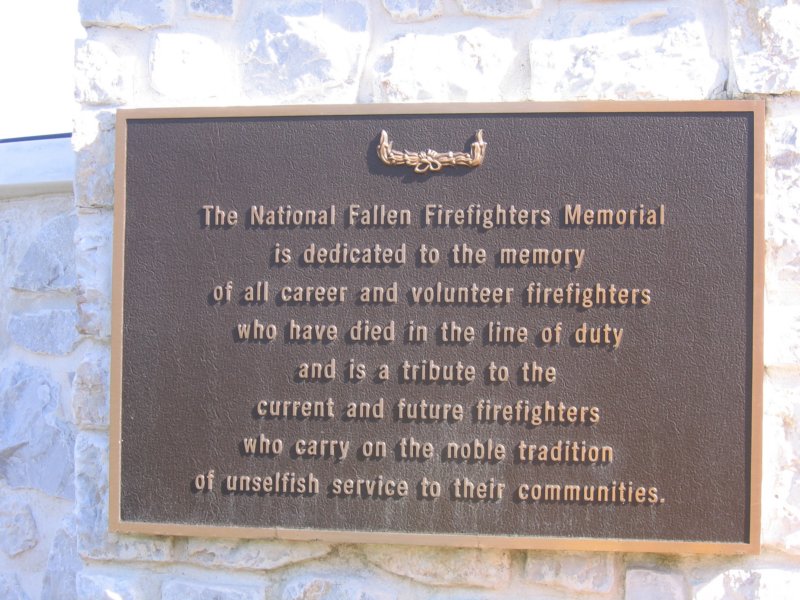 The National Fallen Firefighters Memorial
is dedicated to the memory
of all career and volunteer firefighters
who have died in the line of duty
and is a tribute to the
current and future firefighters
who carry on the noble tradition
of unselfish service to their communities.